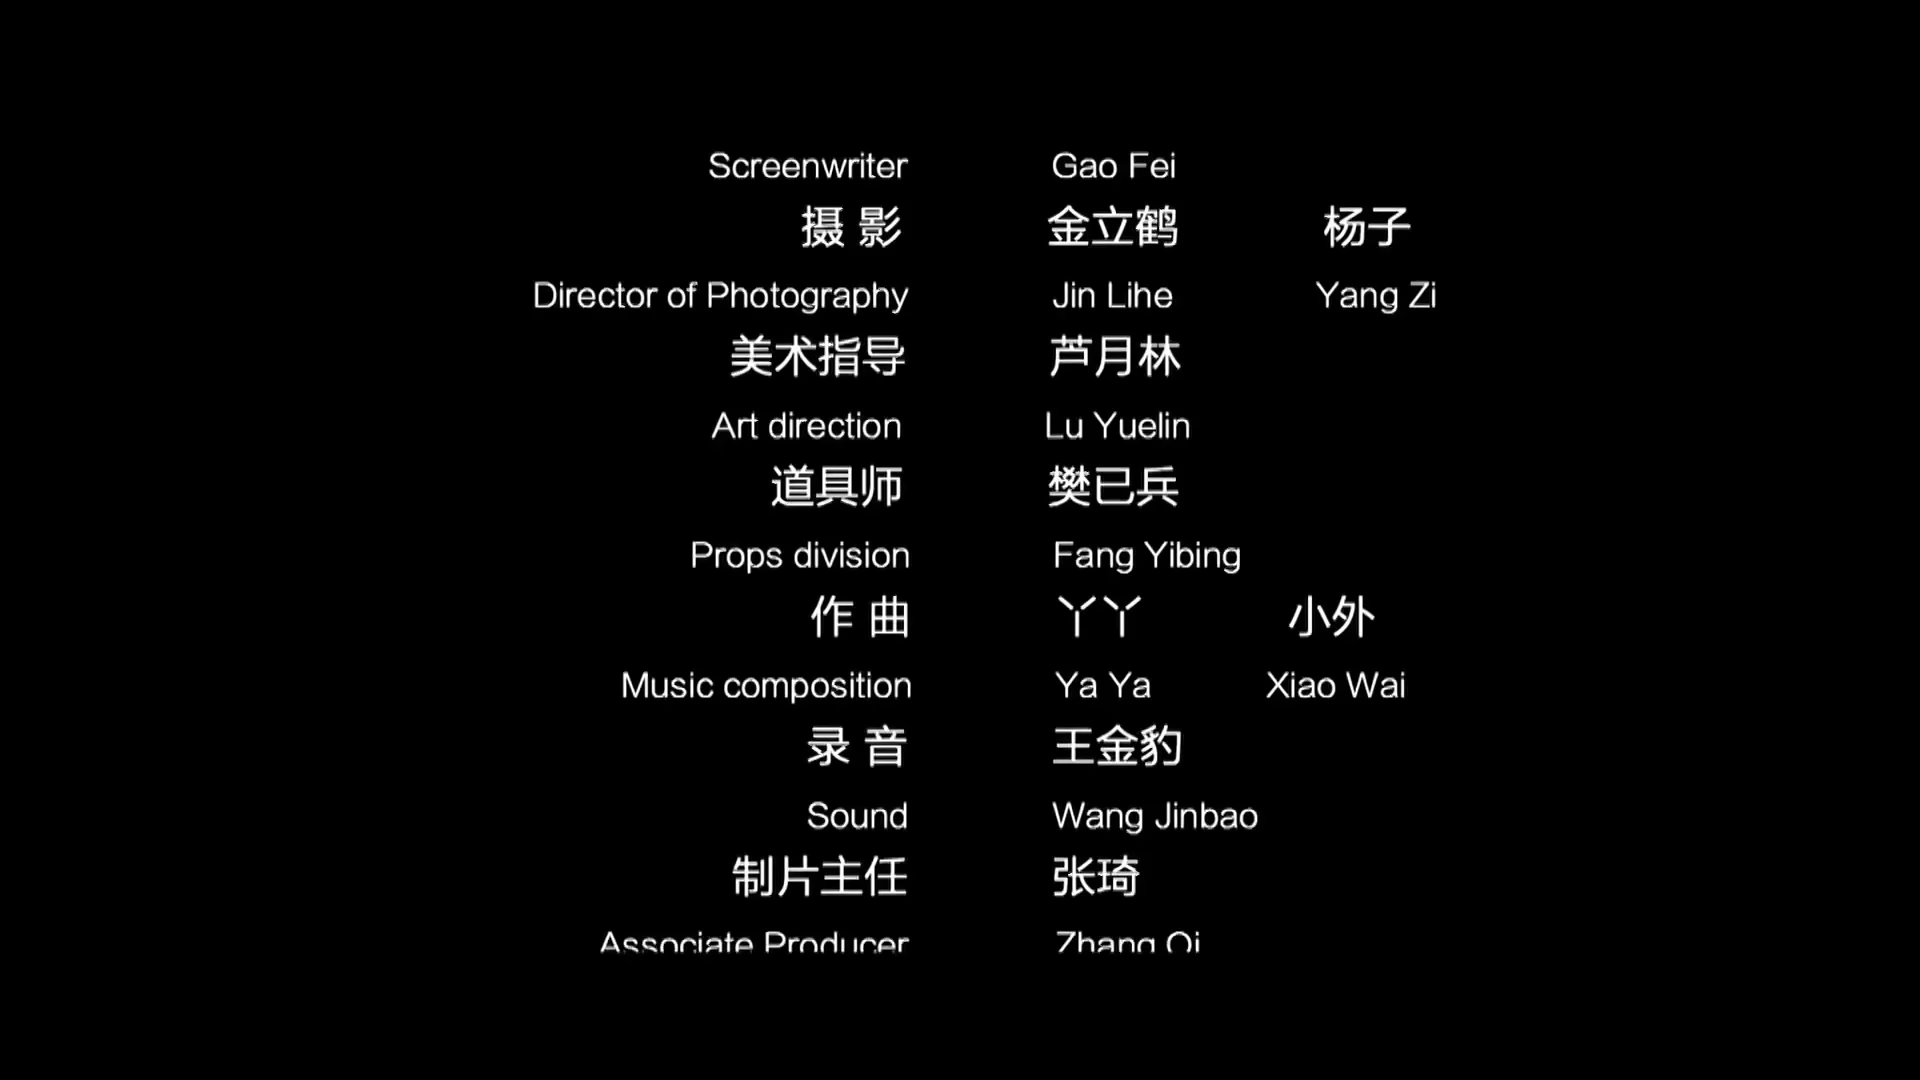 Screenwriter Gao Fei
摄 影 金立鹤 杨子
Director of Photography Jin Lihe Yang Zi
美术指导 芦月林
Art direction Lu Yuelin
道具师 樊已兵
Props division Fang Yibing
作 曲 丫丫 小外
Music composition Ya Ya Xiao Wai
录 音 王金豹
Sound Wang Jinbao
制片主任 张琦
Associate Producer Zhang Qi